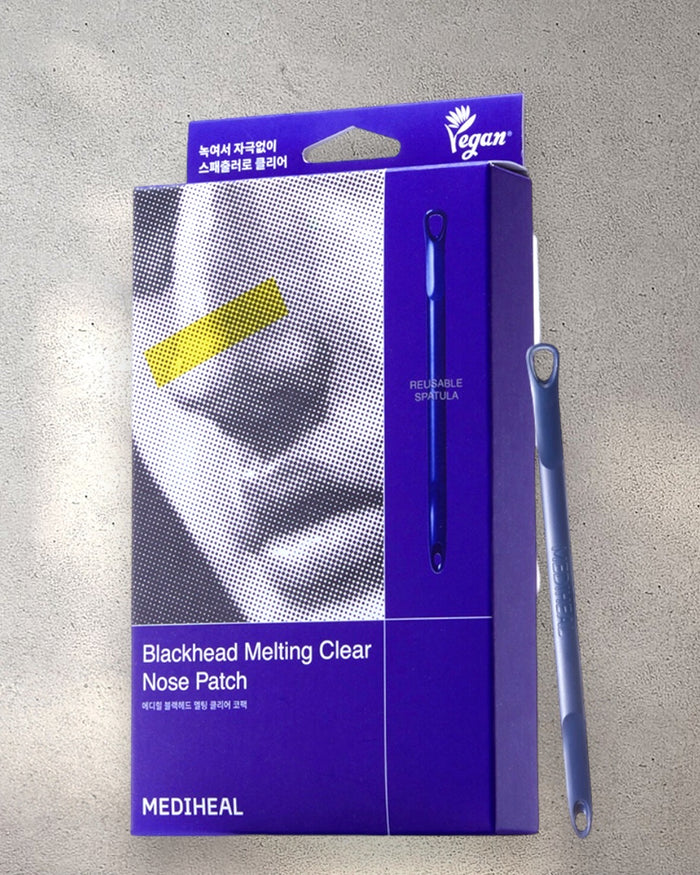 녹여서 자극없이
스패츌러로 클리어
Vegan®
REUSABLE
SPATULA
Blackhead Melting Clear
Nose Patch
메디힐 블랙헤드 멜팅 클리어 코팩
MEDIHEAL
MEDIHEAL